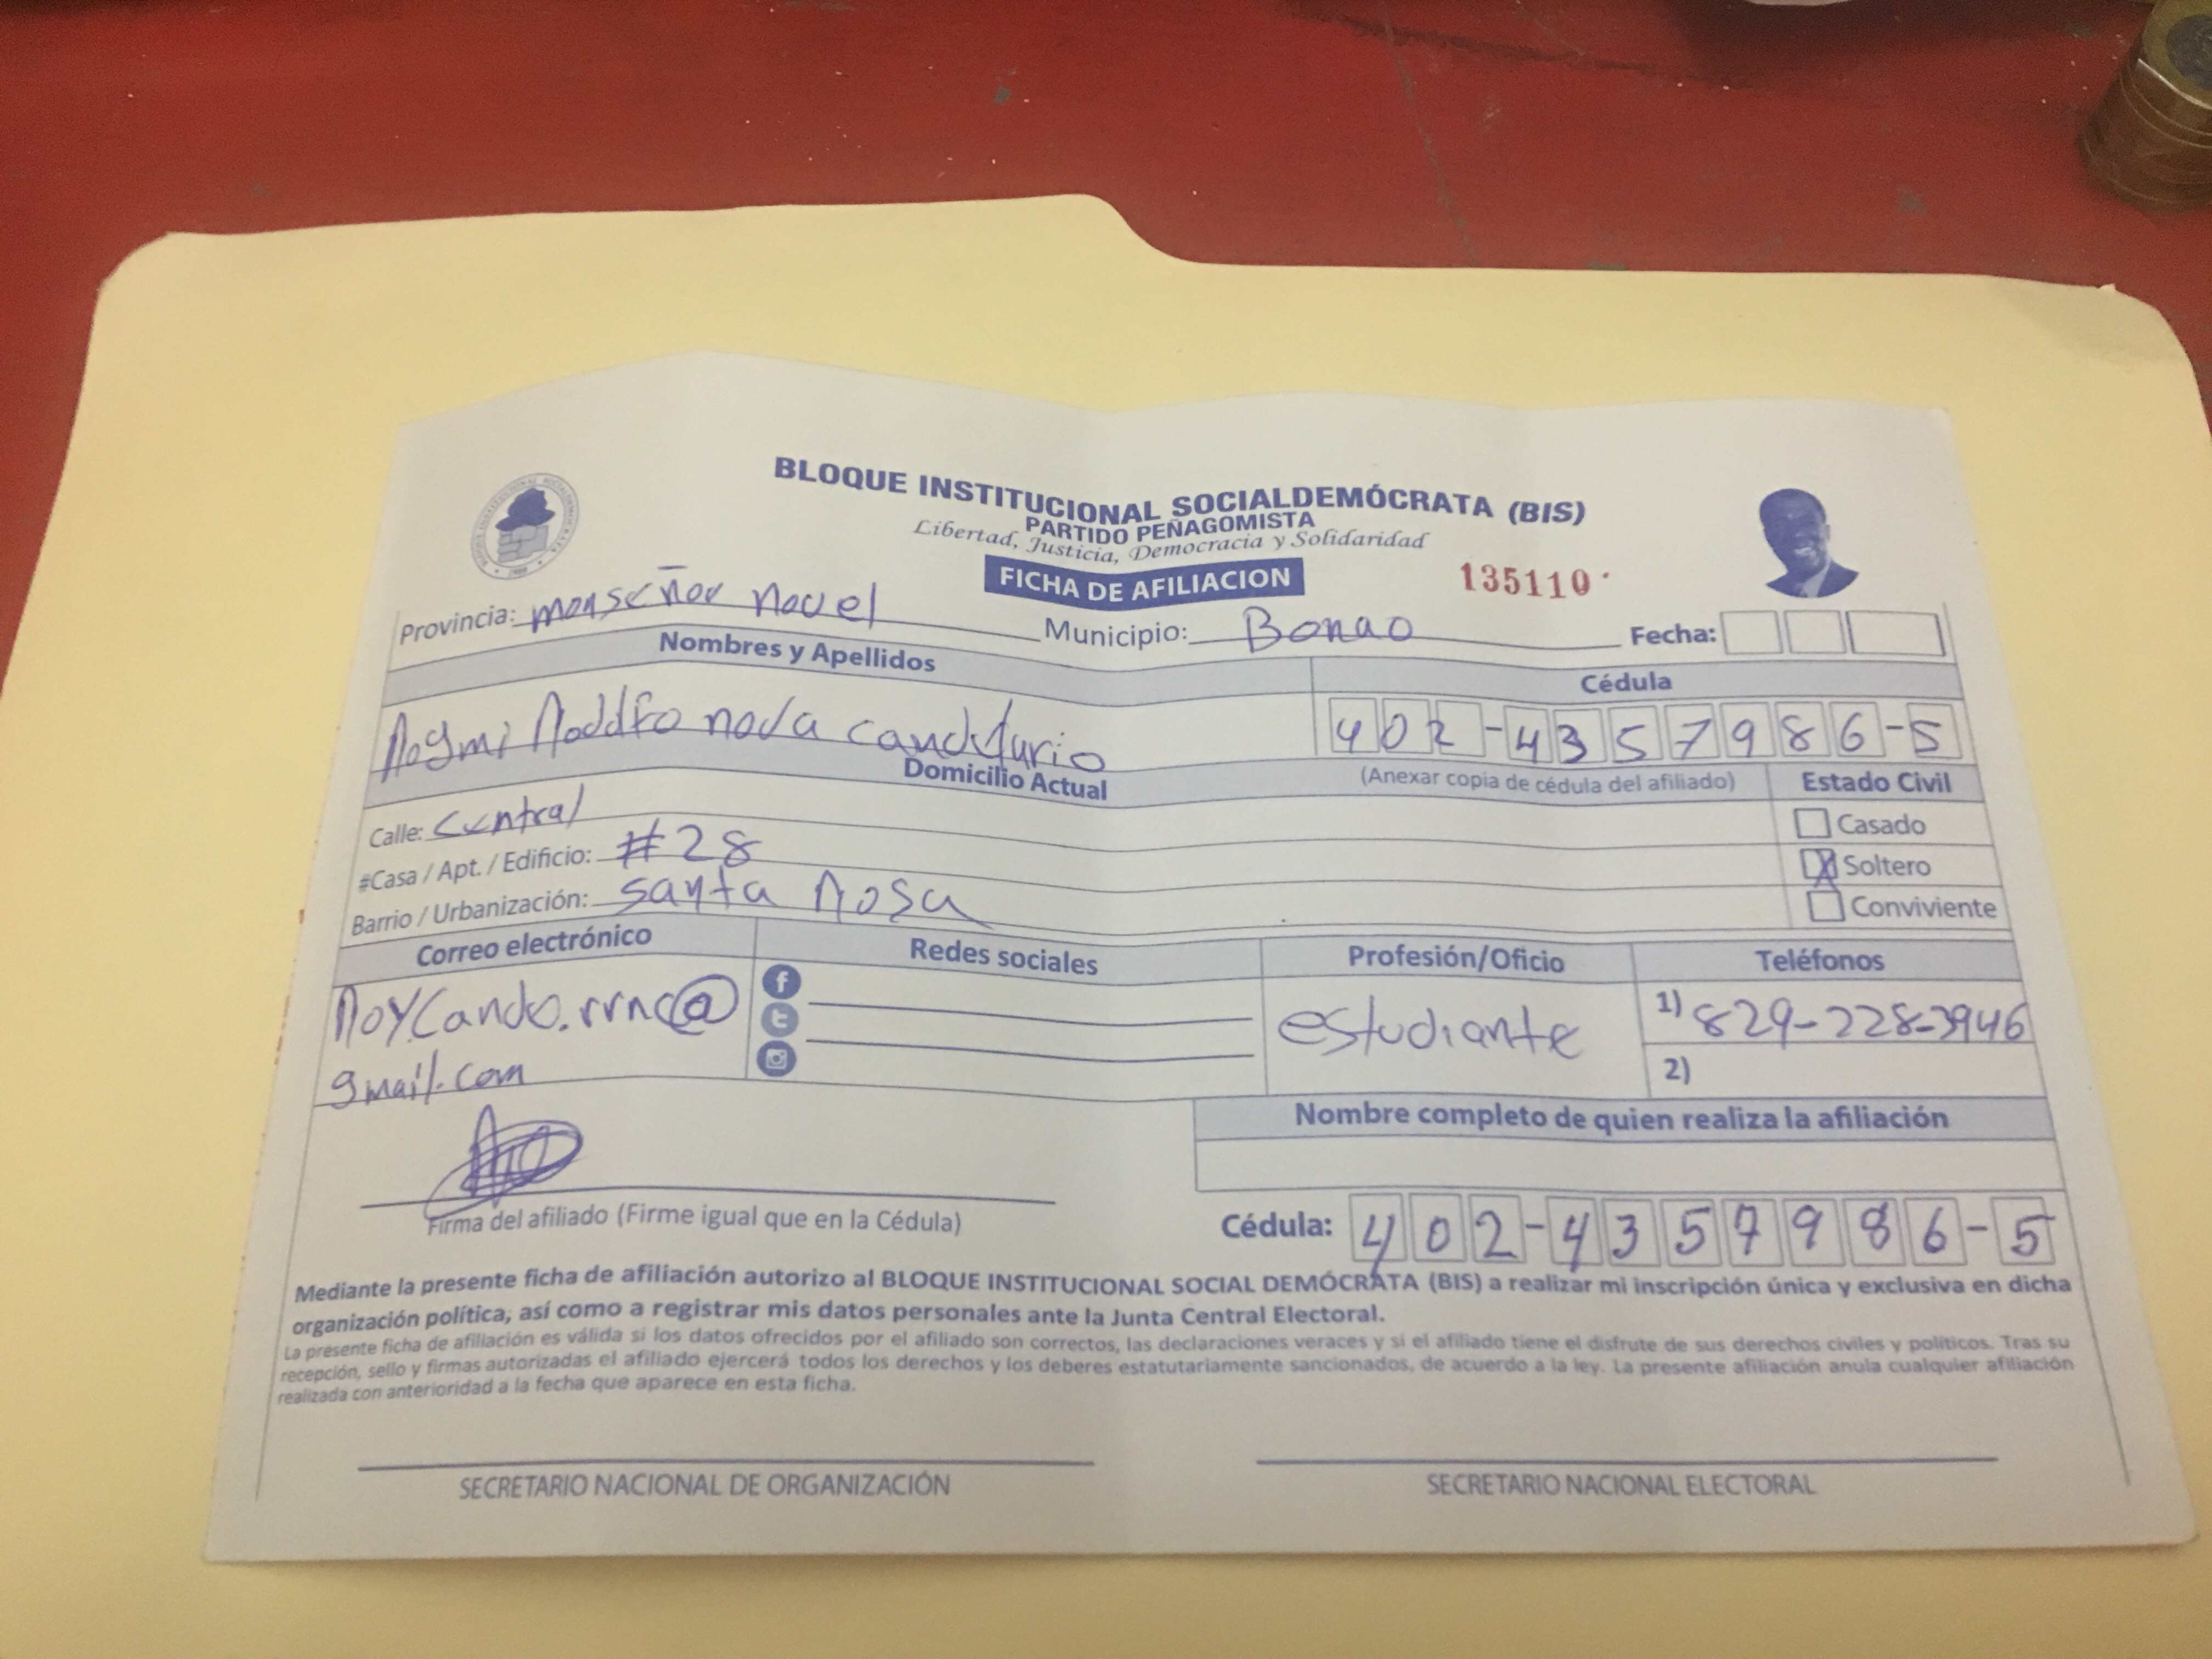 BLOQUE INSTITUCIONAL SOCIALDEMÓCRATA (BIS)
PARTIDO PEÑAGOMISTA
Libertad, Justicia, Democracia y Solidaridad
FICHA DE AFILIACION
135110
Provincia: monseñor novel Municipio: Bonao Fecha:
Nombres y Apellidos
Cédula
nova
402-4357986-5
Domicilio Actual
(Anexar copia de cédula del afiliado)
Estado Civil
Calle: Central
Casado
#Casa / Apt. / Edificio: #28
X Soltero
Barrio / Urbanización: santa Rosa
Conviviente
Correo electrónico
Redes sociales
Profesión/Oficio
Teléfonos
RoyCando.rrnc@
gmail.com
estudiante
1) 829-228-3946
2)
Nombre completo de quien realiza la afiliación
Firma del afiliado (Firme igual que en la Cédula)
Cédula: 402-4357986-5
Mediante la presente ficha de afiliación autorizo al BLOQUE INSTITUCIONAL SOCIAL DEMÓCRATA (BIS) a realizar mi inscripción única y exclusiva en dicha
organización política, así como a registrar mis datos personales ante la Junta Central Electoral.
La presente ficha de afiliación es válida si los datos ofrecidos por el afiliado son correctos, las declaraciones veraces y si el afiliado tiene el disfrute de sus derechos civiles y políticos. Tras su
recepción, sello y firmas autorizadas el afiliado ejercerá todos los derechos y los deberes estatutariamente sancionados, de acuerdo a la ley. La presente afiliación anula cualquier afiliación
realizada con anterioridad a la fecha que aparece en esta ficha.
SECRETARIO NACIONAL DE ORGANIZACIÓN
SECRETARIO NACIONAL ELECTORAL